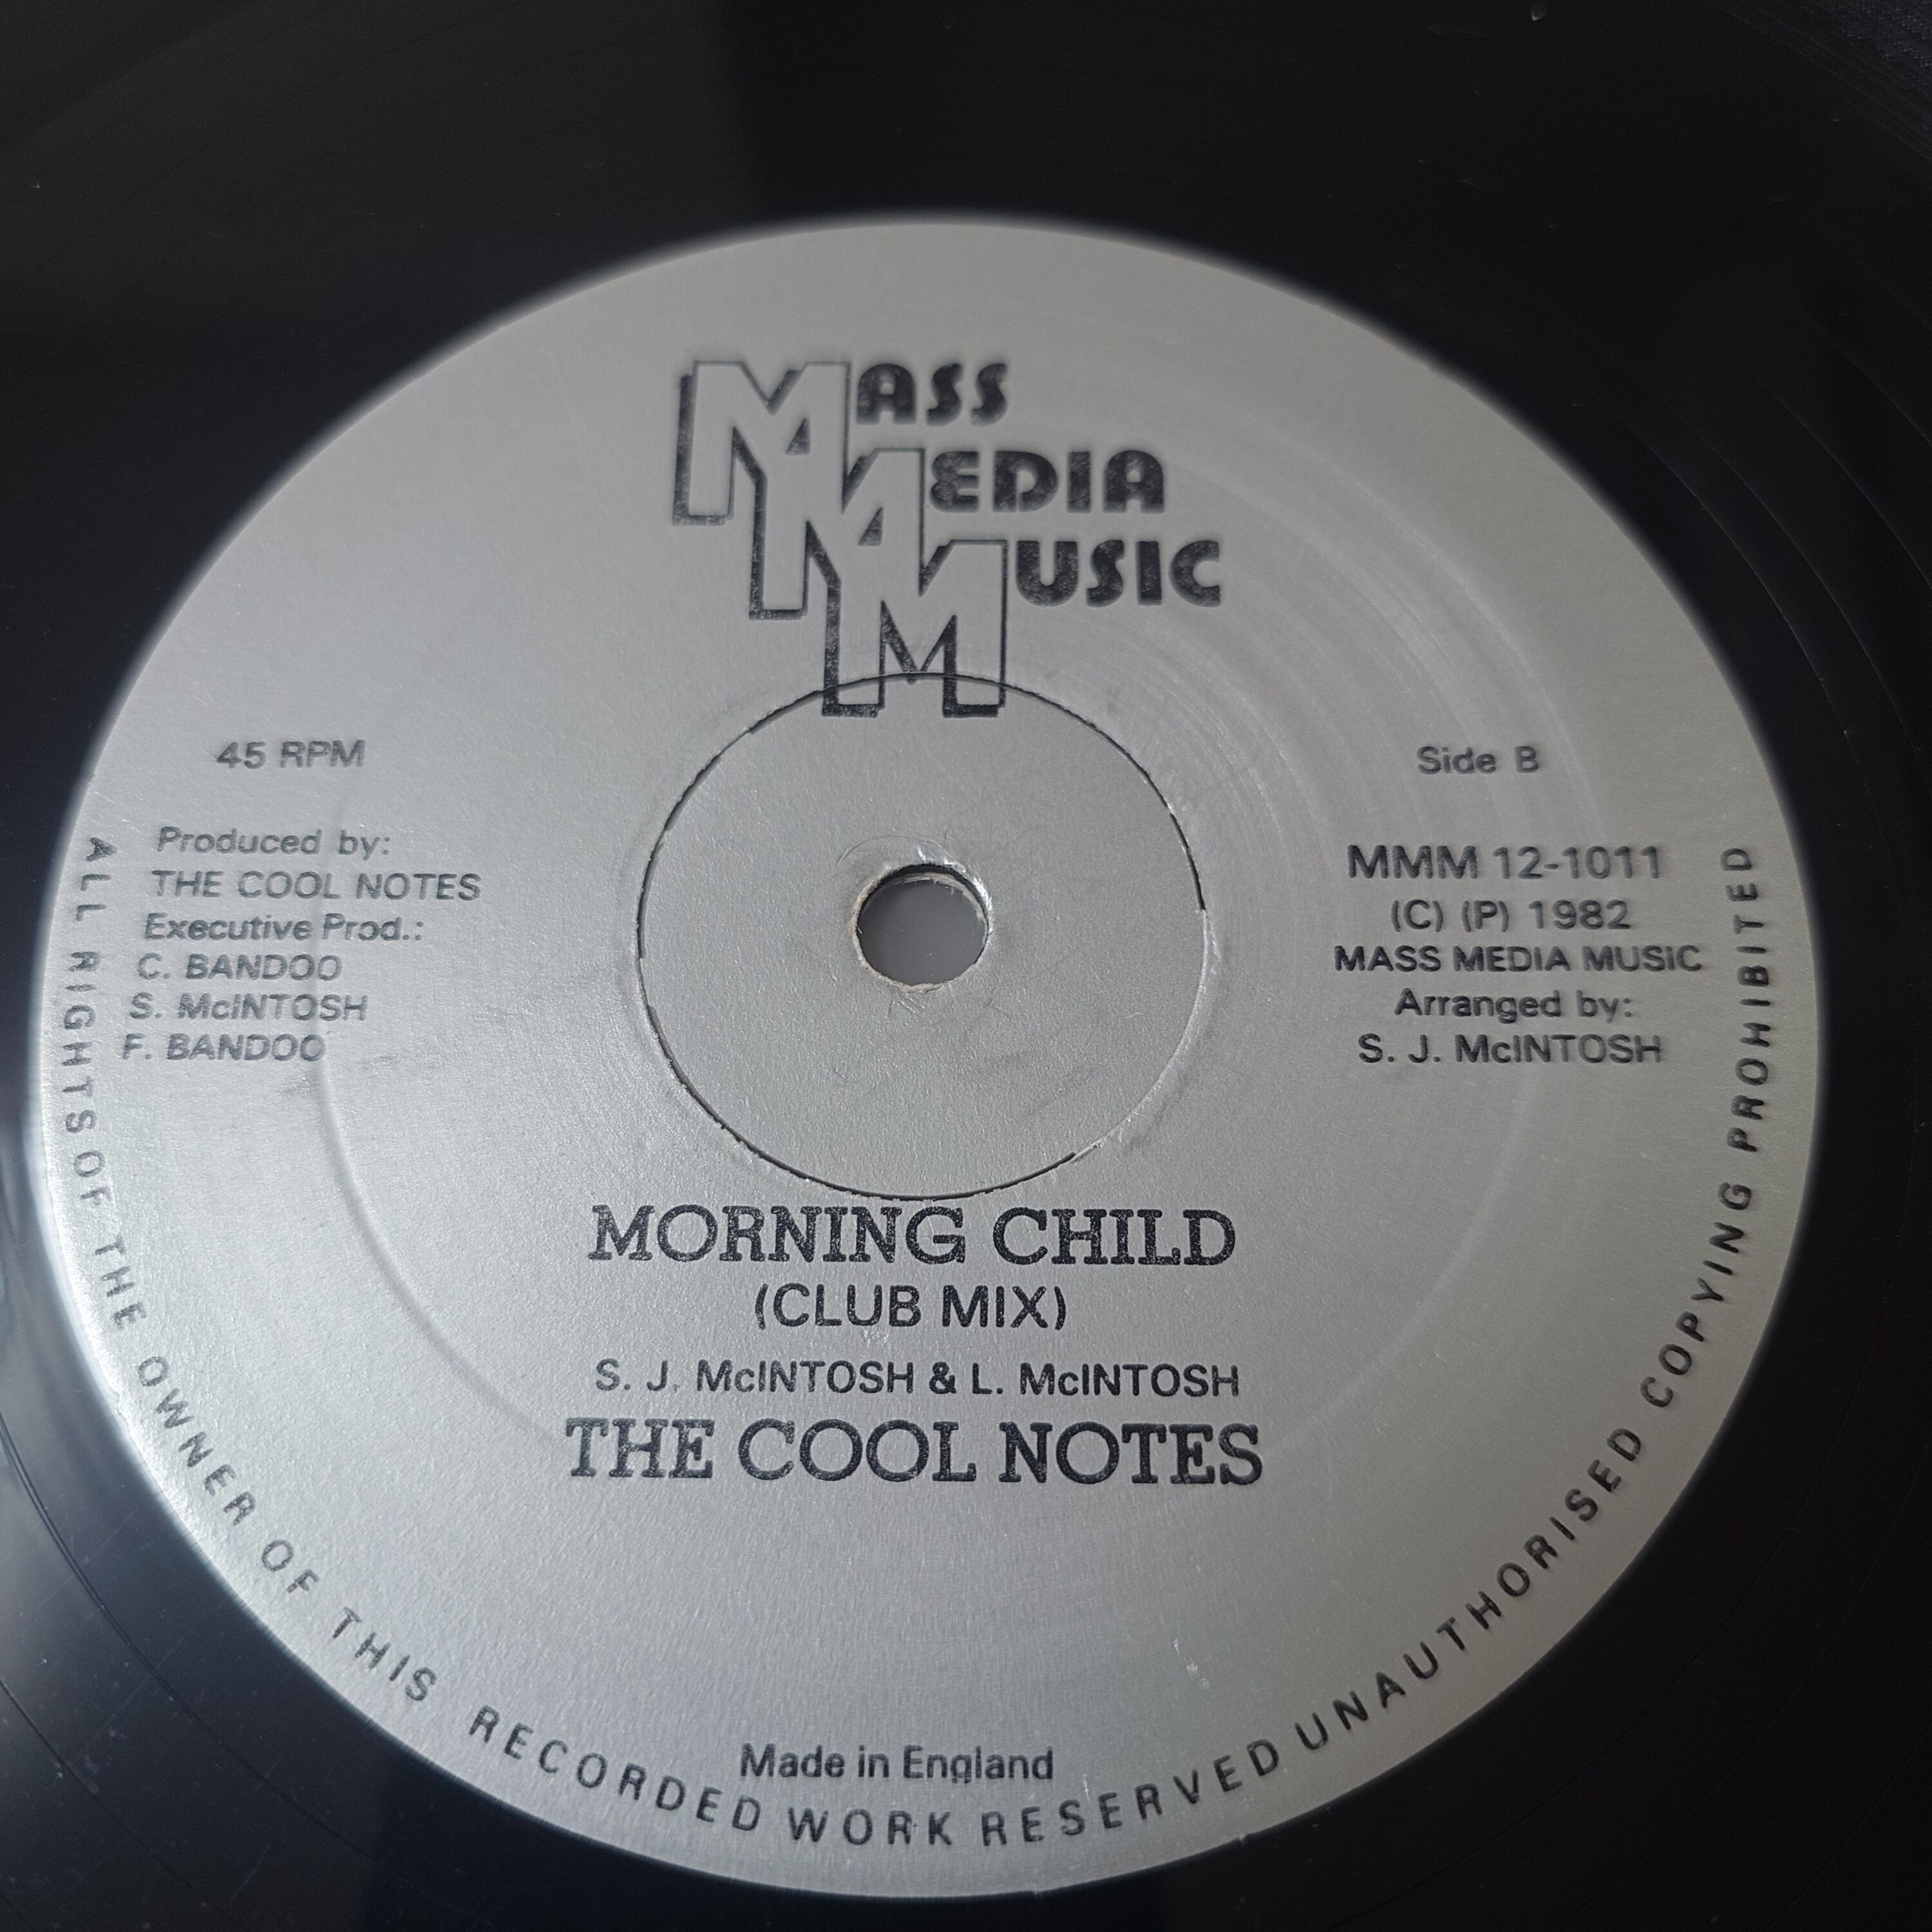 MASS
MEDIA
MUSIC
45 RPM
Side B
Produced by:
THE COOL NOTES
Executive Prod.:
C. BANDOO
S. McINTOSH
F. BANDOO
MMM 12-1011
(C) (P) 1982
MASS MEDIA MUSIC
Arranged by:
S. J. McINTOSH
MORNING CHILD
(CLUB MIX)
S. J. McINTOSH & L. McINTOSH
THE COOL NOTES
Made in England
ALL RIGHTS OF THE OWNER OF THIS RECORDED WORK RESERVED UNAUTHORISED COPYING PROHIBITED